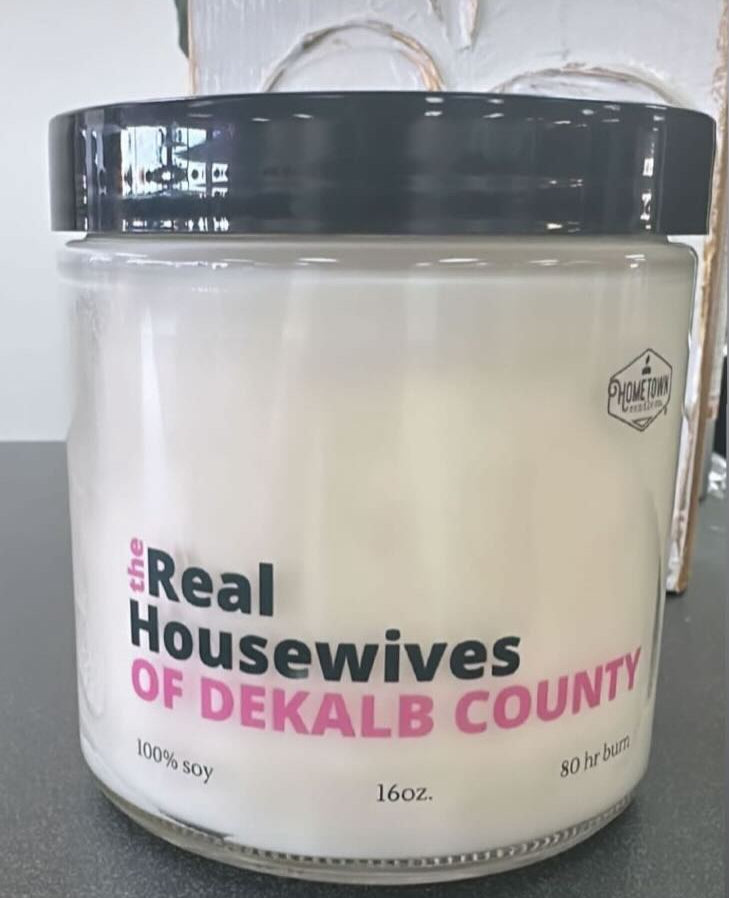 HOMETOWN
the
Real
Housewives
OF DEKALB COUNTY
100% soy
16oz.
80 hr burn